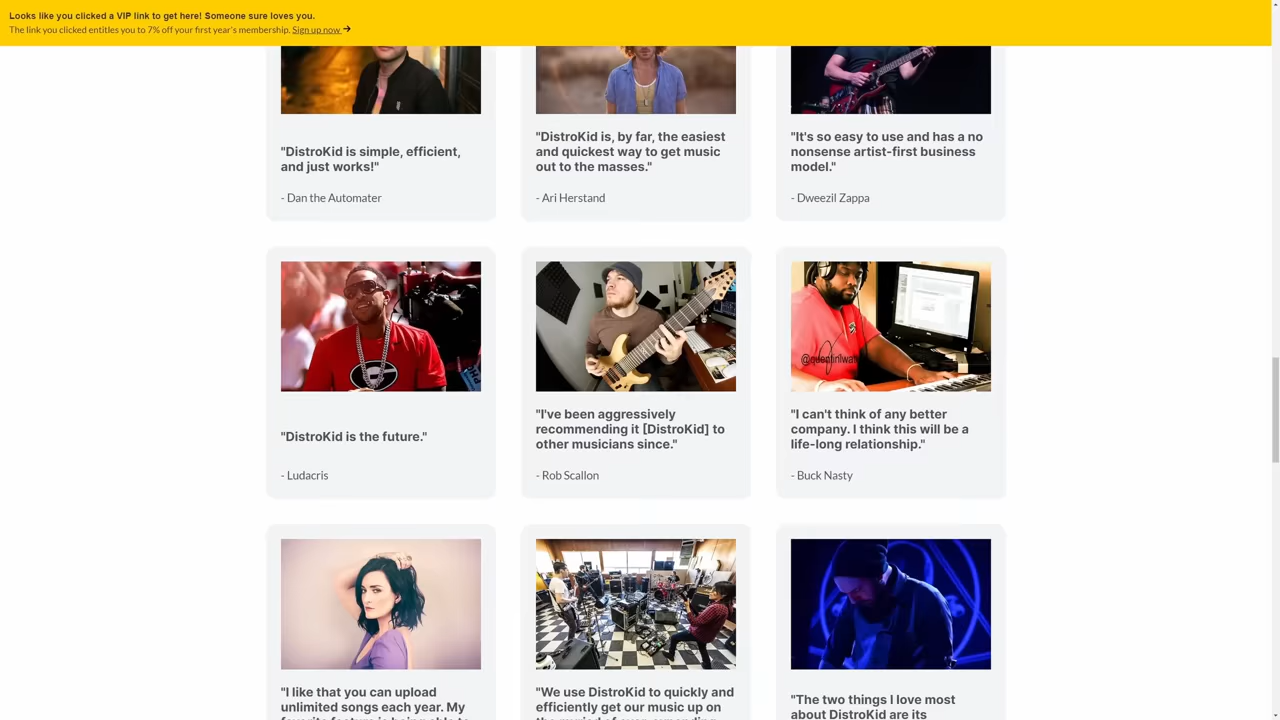 Looks like you clicked a VIP link to get here! Someone sure loves you.
The link you clicked entitles you to 7% off your first year's membership. Sign up now →
"DistroKid is simple, efficient,
and just works!"
- Dan the Automater
"DistroKid is, by far, the easiest
and quickest way to get music
out to the masses."
- Ari Herstand
"It's so easy to use and has a no
nonsense artist-first business
model."
- Dweezil Zappa
"DistroKid is the future."
- Ludacris
"I've been aggressively
recommending it [DistroKid] to
other musicians since."
- Rob Scallon
"I can't think of any better
company. I think this will be a
life-long relationship."
- Buck Nasty
"I like that you can upload
unlimited songs each year. My
"We use DistroKid to quickly and
efficiently get our music up on
"The two things I love most
about DistroKid are its